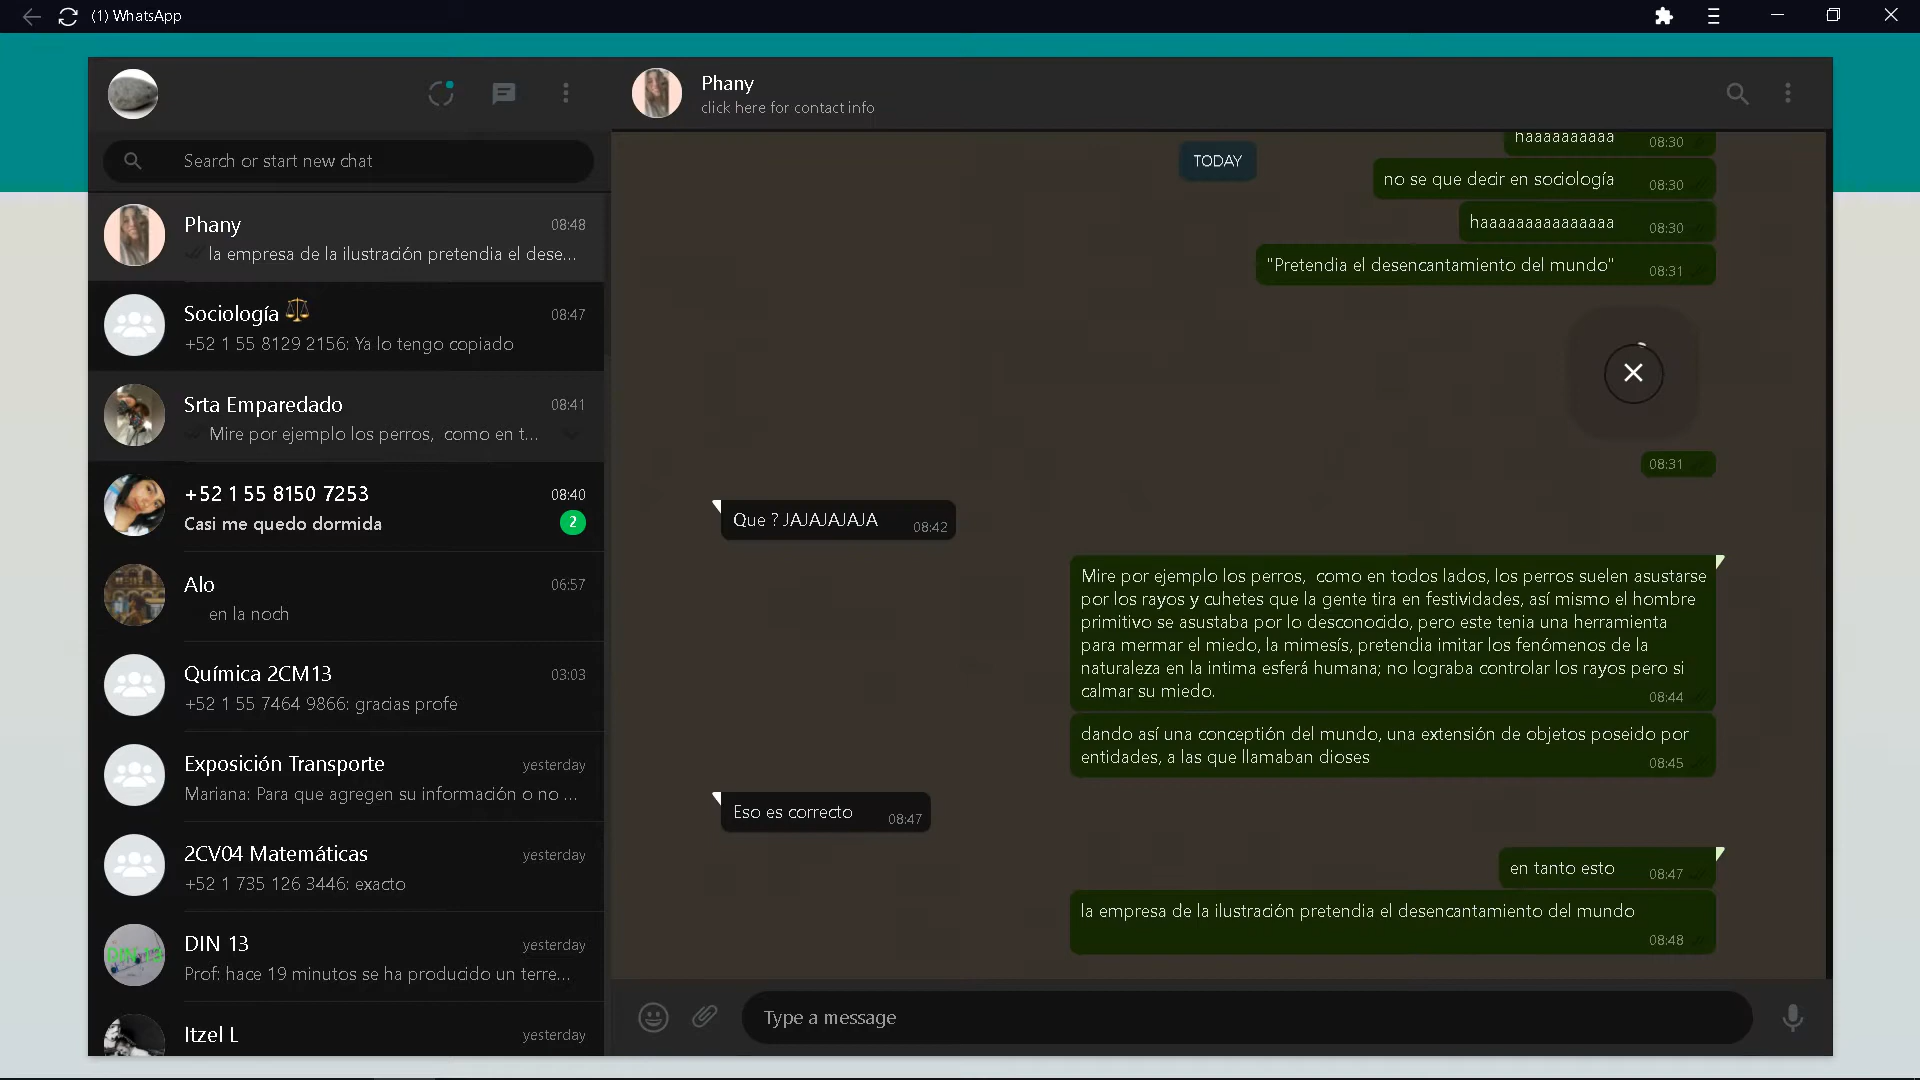 (1) WhatsApp
Phany
click here for contact info
Search or start new chat
Phany
08:48
la empresa de la ilustración pretendia el dese...
Sociología
08:47
+52 1 55 8129 2156: Ya lo tengo copiado
Srta Emparedado
08:41
Mire por ejemplo los perros, como en t...
+52 1 55 8150 7253
08:40
Casi me quedo dormida
2
Alo
06:57
en la noch
Química 2CM13
03:03
+52 1 55 7464 9866: gracias profe
Exposición Transporte
yesterday
Mariana: Para que agregen su información o no ...
2CV04 Matemáticas
yesterday
+52 1 735 126 3446: exacto
DIN 13
DIN 13
yesterday
Prof: hace 19 minutos se ha producido un terre...
Itzel L
yesterday
haaaaaaaaaa
08:30
TODAY
no se que decir en sociología
08:30
haaaaaaaaaaaaaaa
08:30
"Pretendia el desencantamiento del mundo"
08:31
08:31
Que ? JAJAJAJAJA
08:42
Mire por ejemplo los perros, como en todos lados, los perros suelen asustarse
por los rayos y cuhetes que la gente tira en festividades, así mismo el hombre
primitivo se asustaba por lo desconocido, pero este tenia una herramienta
para mermar el miedo, la mimesís, pretendia imitar los fenómenos de la
naturaleza en la intima esferá humana; no lograba controlar los rayos pero si
calmar su miedo.
08:44
dando así una conceptión del mundo, una extensión de objetos poseido por
entidades, a las que llamaban dioses
08:45
Eso es correcto
08:47
en tanto esto
08:47
la empresa de la ilustración pretendia el desencantamiento del mundo
08:48
Type a message